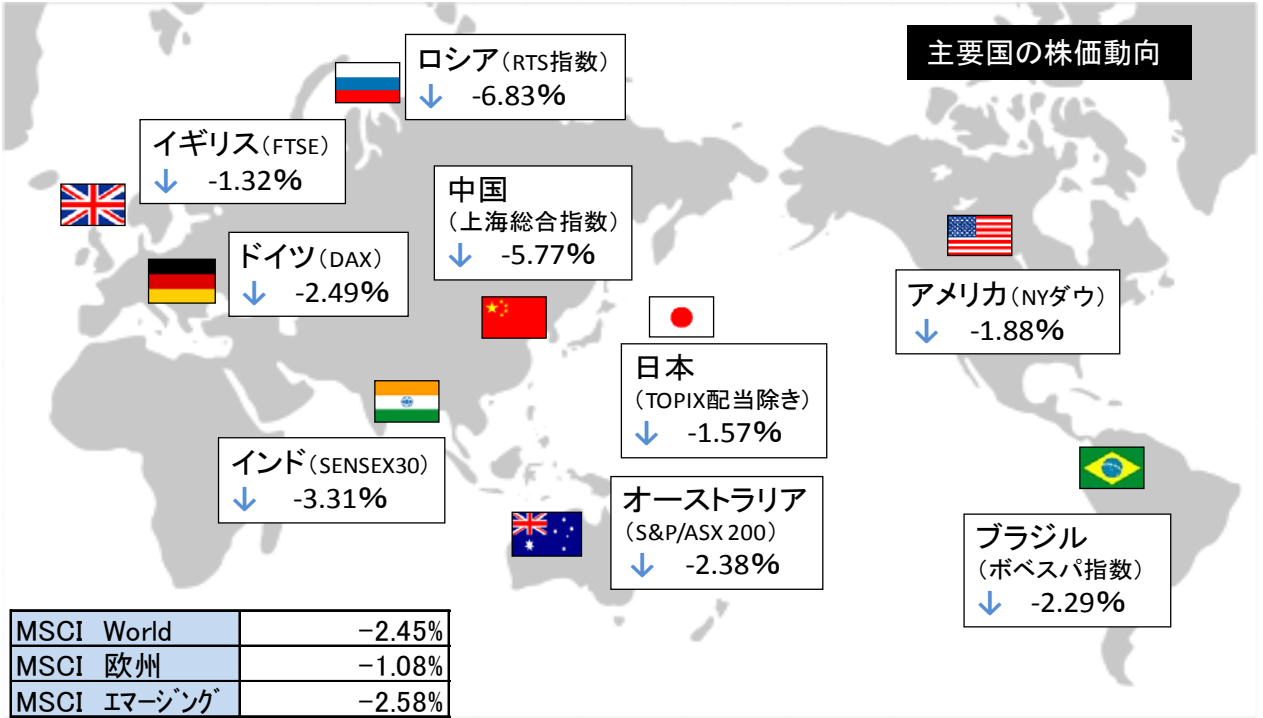 主要国の株価動向
ロシア(RTS指数)
↓ -6.83%
イギリス(FTSE)
↓ -1.32%
中国
(上海総合指数)
↓ -5.77%
ドイツ(DAX)
↓ -2.49%
アメリカ(NYダウ)
↓ -1.88%
日本
(TOPIX配当除き)
↓ -1.57%
インド(SENSEX30)
↓ -3.31%
オーストラリア
(S&P/ASX 200)
↓ -2.38%
ブラジル
(ボベスパ指数)
↓ -2.29%
MSCI World -2.45%
MSCI 欧州 -1.08%
MSCI エマージング -2.58%